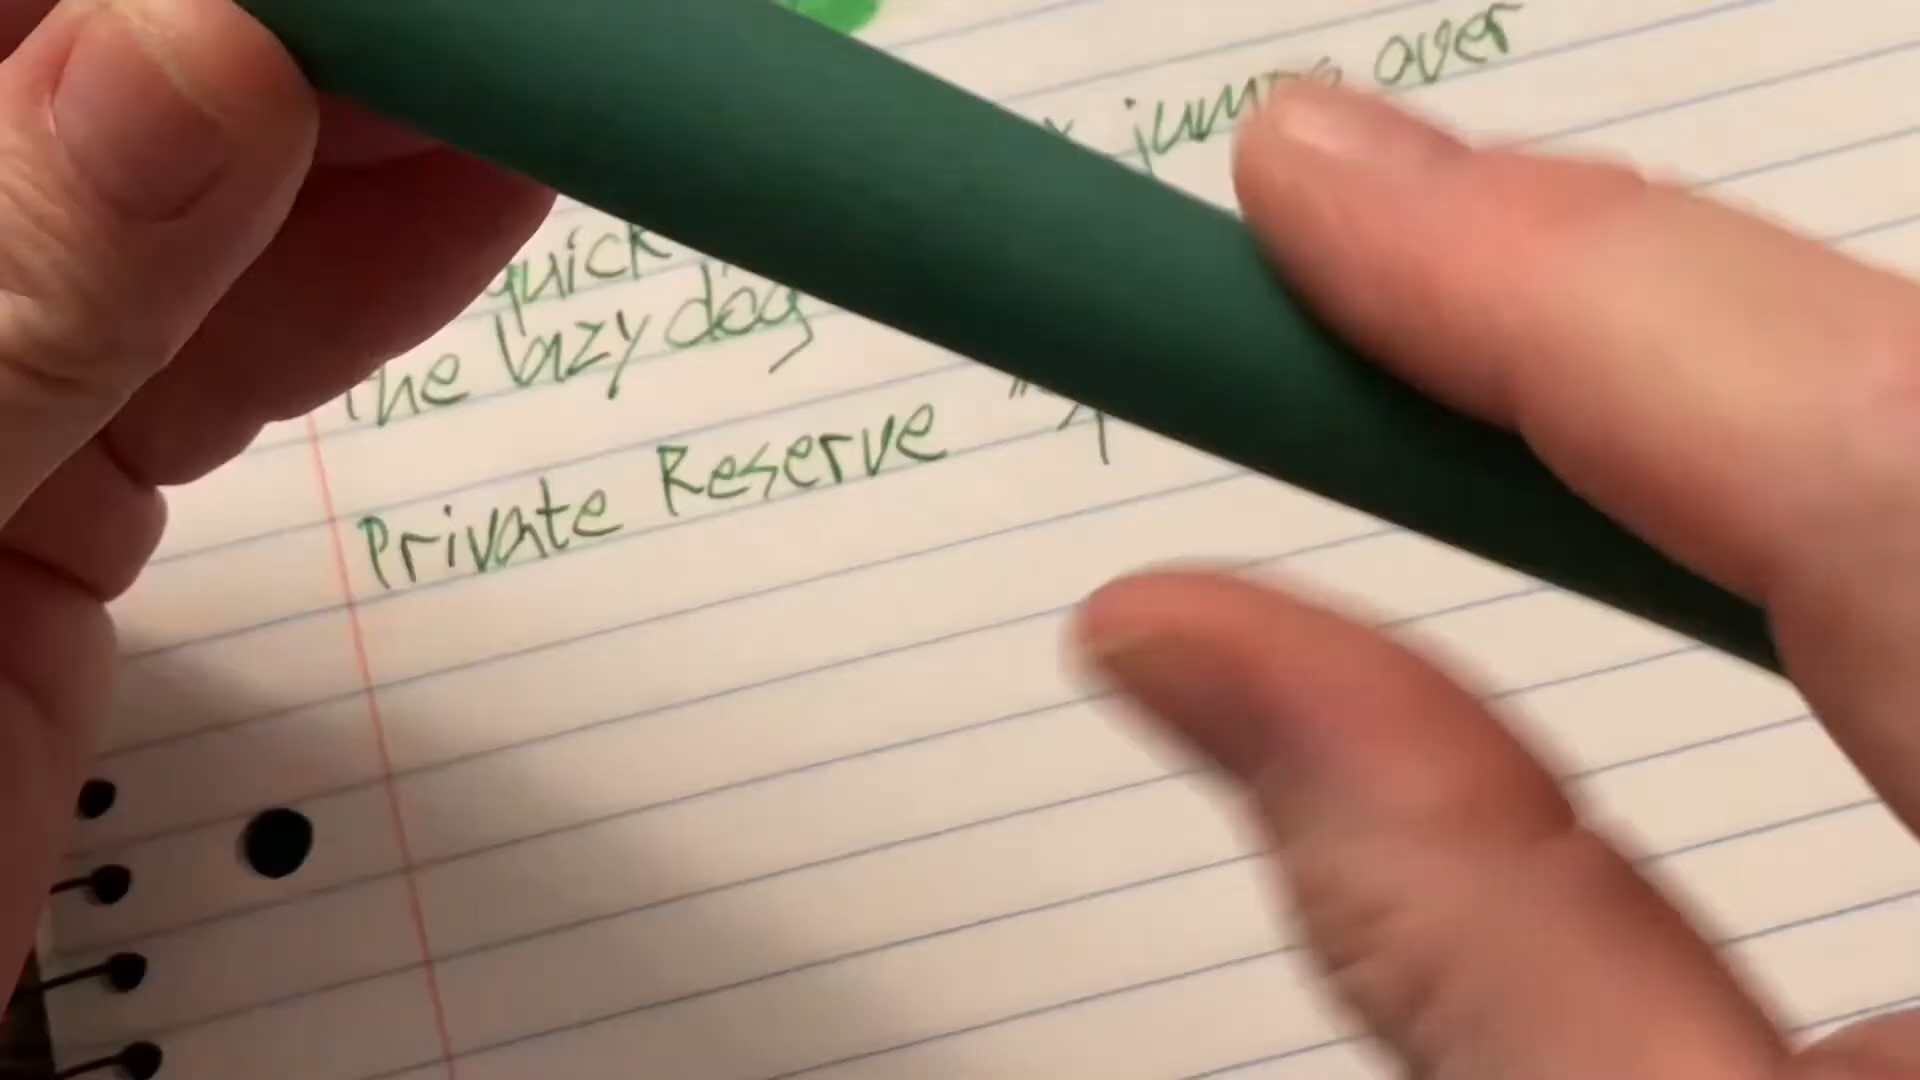 jumps over
quick
the lazy dog
Private Reserve "